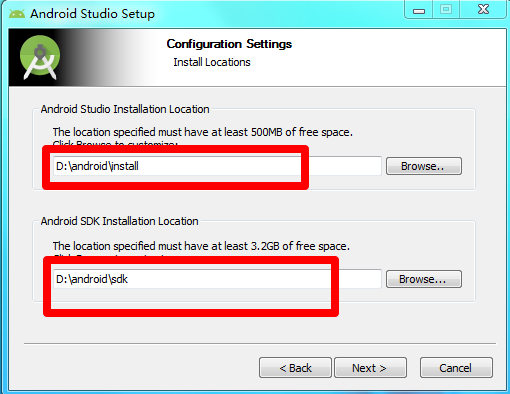 Android Studio Setup
Configuration Settings
Install Locations
Android Studio Installation Location
The location specified must have at least 500MB of free space.
Click Browse to customize:
D:\android\install
Browse..
Android SDK Installation Location
The location specified must have at least 3.2GB of free space.
D:\android\sdk
Browse...
< Back
Next >
Cancel